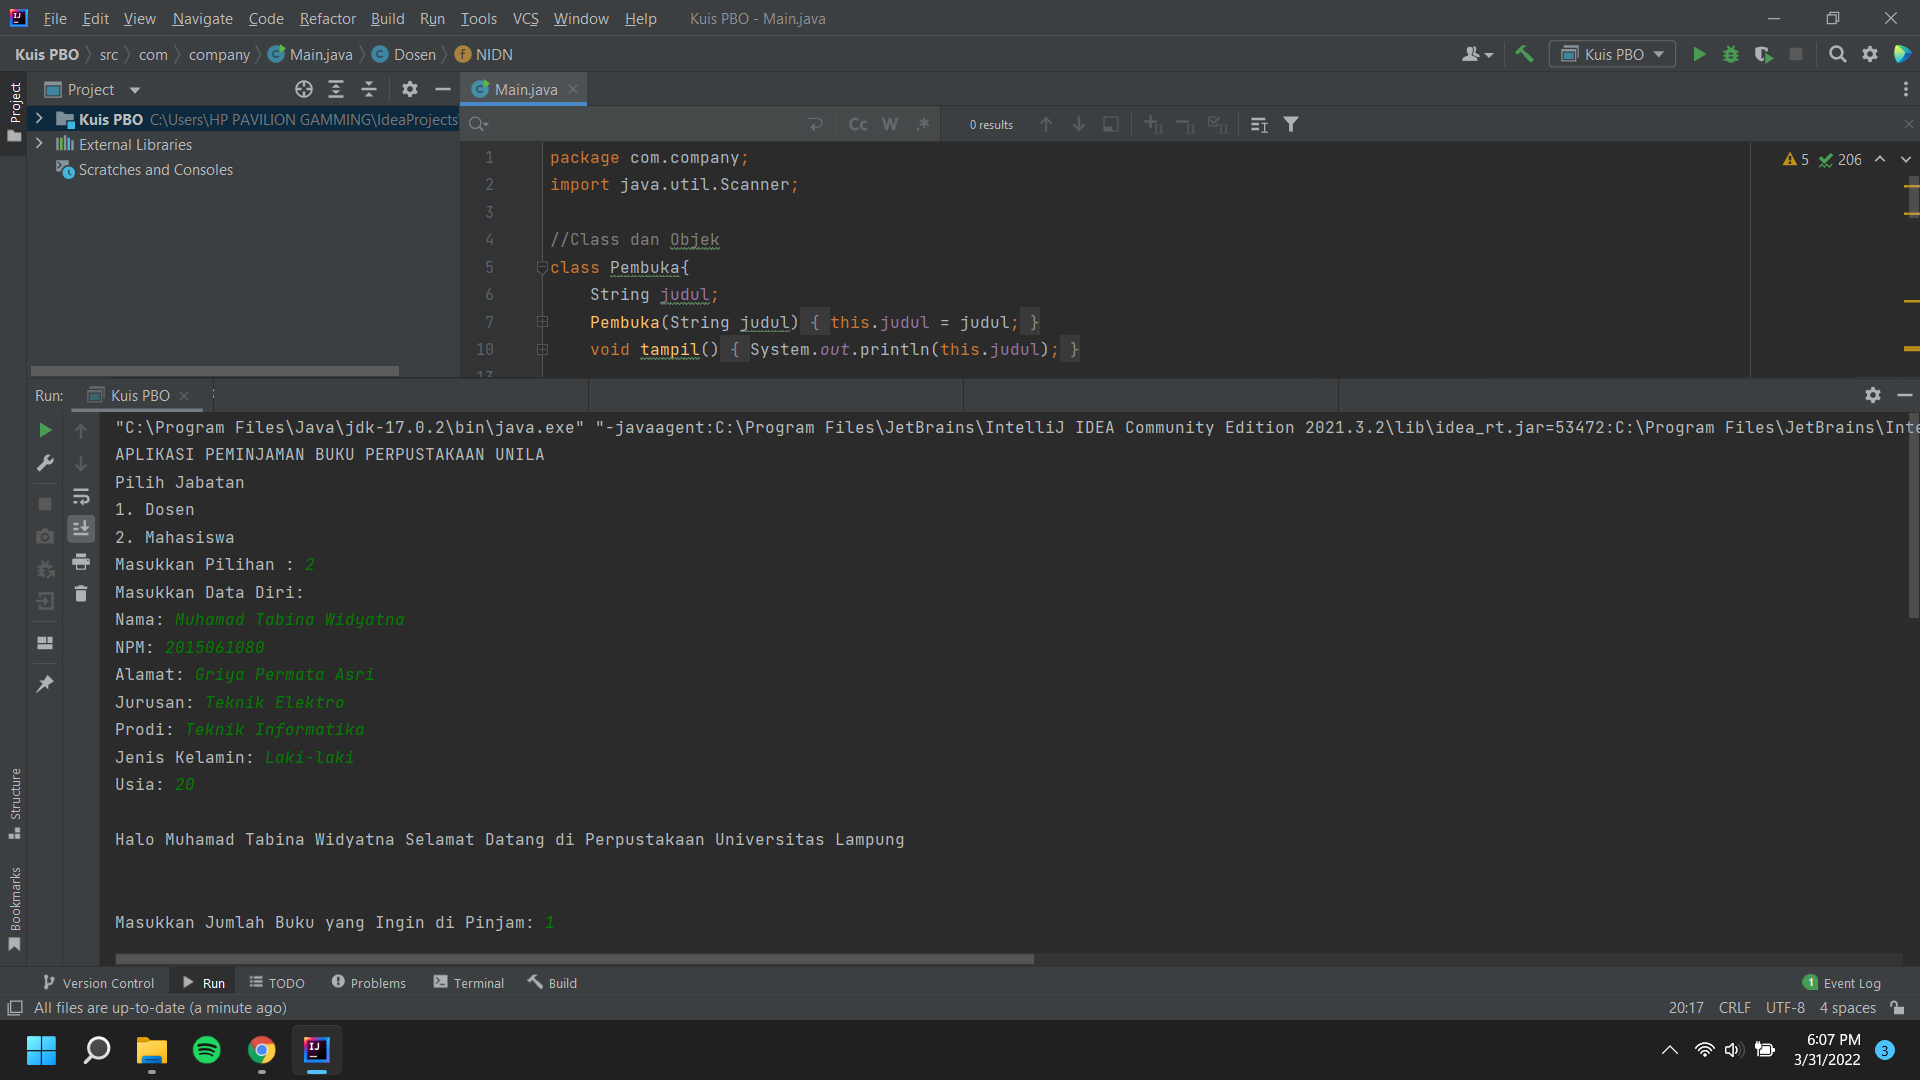 File Edit View Navigate Code Refactor Build Run Tools VCS Window Help Kuis PBO - Main.java
Kuis PBO src com company Main.java Dosen NIDN Kuis PBO
Project
Project
Main.java
Kuis PBO C:\Users\HP PAVILION GAMMING\IdeaProjects\
External Libraries
Scratches and Consoles
Cc W .* 0 results
5 206
1 package com.company;
2 import java.util.Scanner;
3
4 //Class dan Objek
5 class Pembuka{
6 String judul;
7 Pembuka(String judul) { this.judul = judul; }
10 void tampil() { System.out.println(this.judul); }
13
Run: Kuis PBO
"C:\Program Files\Java\jdk-17.0.2\bin\java.exe" "-javaagent:C:\Program Files\JetBrains\IntelliJ IDEA Community Edition 2021.3.2\lib\idea_rt.jar=53472:C:\Program Files\JetBrains\Inte
APLIKASI PEMINJAMAN BUKU PERPUSTAKAAN UNILA
Pilih Jabatan
1. Dosen
2. Mahasiswa
Masukkan Pilihan : 2
Masukkan Data Diri:
Nama: Muhamad Tabina Widyatna
NPM: 2015061080
Alamat: Griya Permata Asri
Jurusan: Teknik Elektro
Prodi: Teknik Informatika
Jenis Kelamin: Laki-laki
Usia: 20
Halo Muhamad Tabina Widyatna Selamat Datang di Perpustakaan Universitas Lampung
Masukkan Jumlah Buku yang Ingin di Pinjam: 1
Structure
Bookmarks
Version Control Run TODO Problems Terminal Build 1 Event Log
All files are up-to-date (a minute ago) 20:17 CRLF UTF-8 4 spaces
6:07 PM
3/31/2022 3